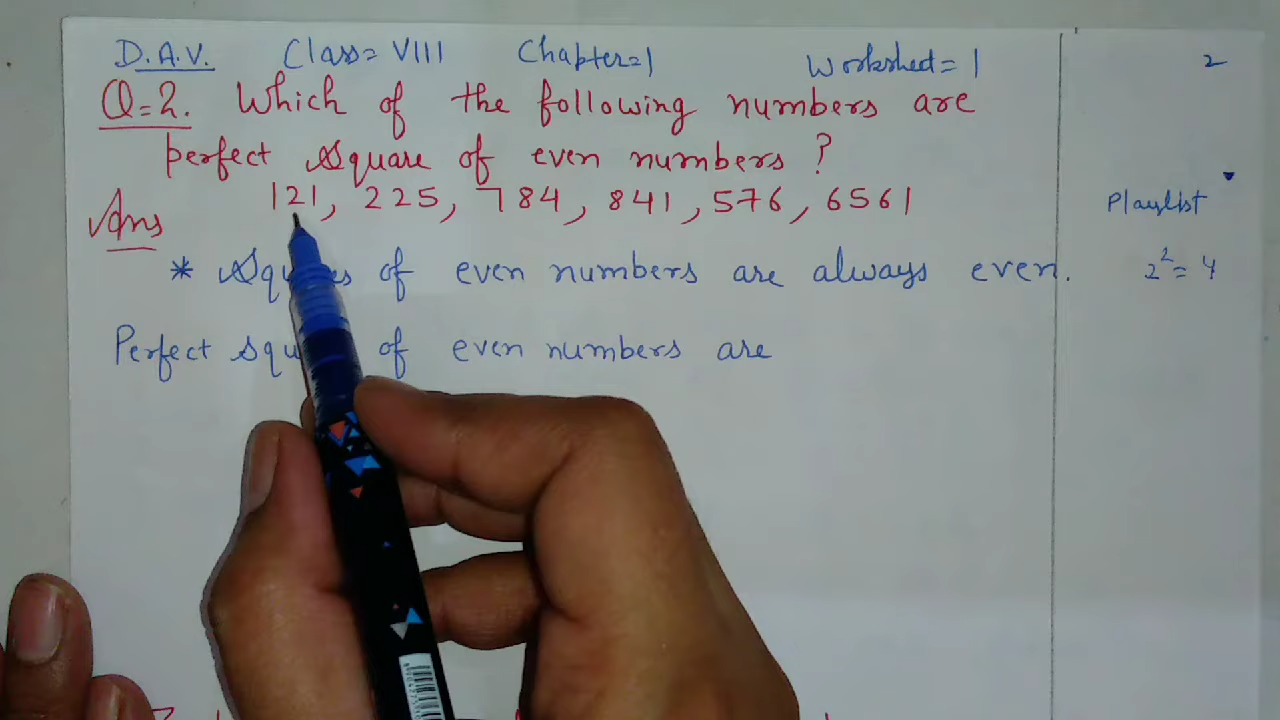 D.A.V. Class = VIII Chapter = 1 Worksheet = 1 2
Q=2. Which of the following numbers are
perfect square of even numbers ?
Ans 121, 225, 784, 841, 576, 6561 Playlist
* of even numbers are always even. 2² = 4
Perfect of even numbers are